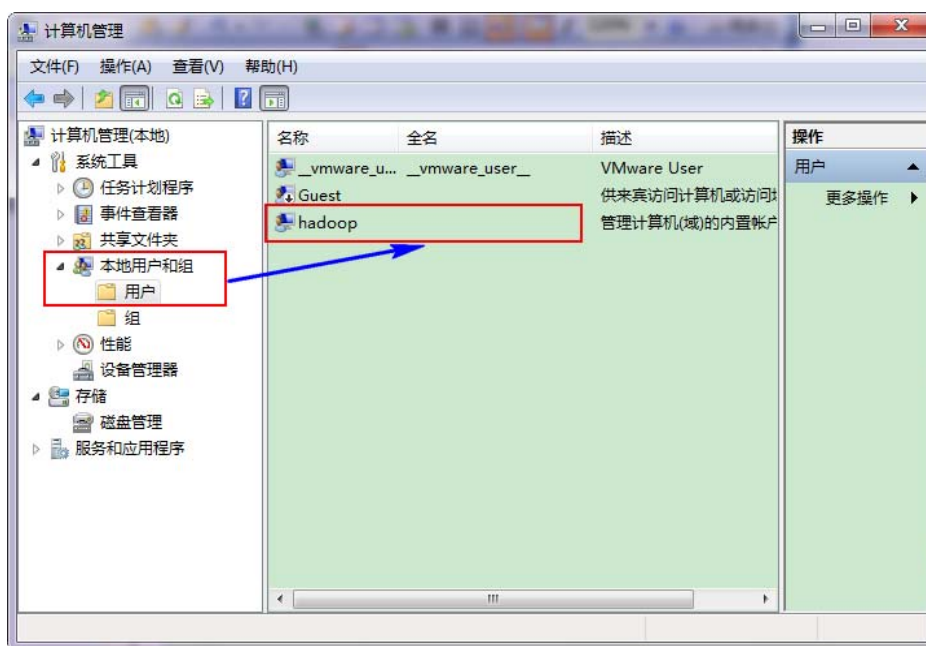 计算机管理
文件(F) 操作(A) 查看(V) 帮助(H)
计算机管理(本地)
系统工具
任务计划程序
事件查看器
共享文件夹
本地用户和组
用户
组
性能
设备管理器
存储
磁盘管理
服务和应用程序
名称 全名 描述
__vmware_u... __vmware_user__ VMware User
Guest 供来宾访问计算机或访问
hadoop 管理计算机(域)的内置帐户
操作
用户
更多操作